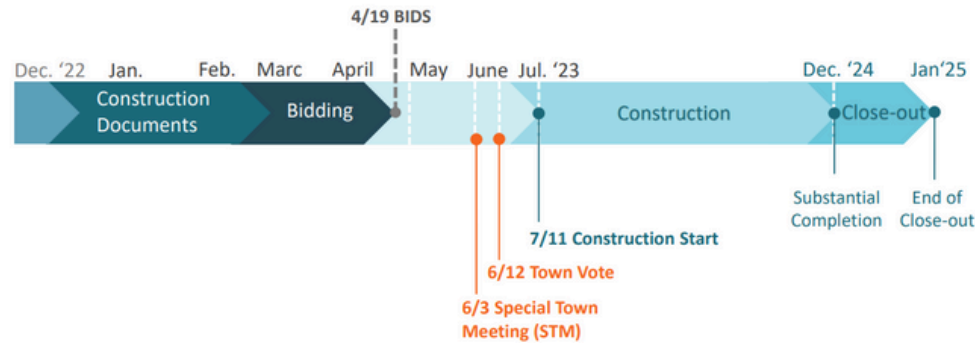 4/19 BIDS
Dec. ‘22 Jan. Feb. Marc April May June Jul. ‘23 Dec. ‘24 Jan‘25
Construction
Documents
Bidding
Construction
Close-out
Substantial
Completion
End of
Close-out
7/11 Construction Start
6/12 Town Vote
6/3 Special Town
Meeting (STM)